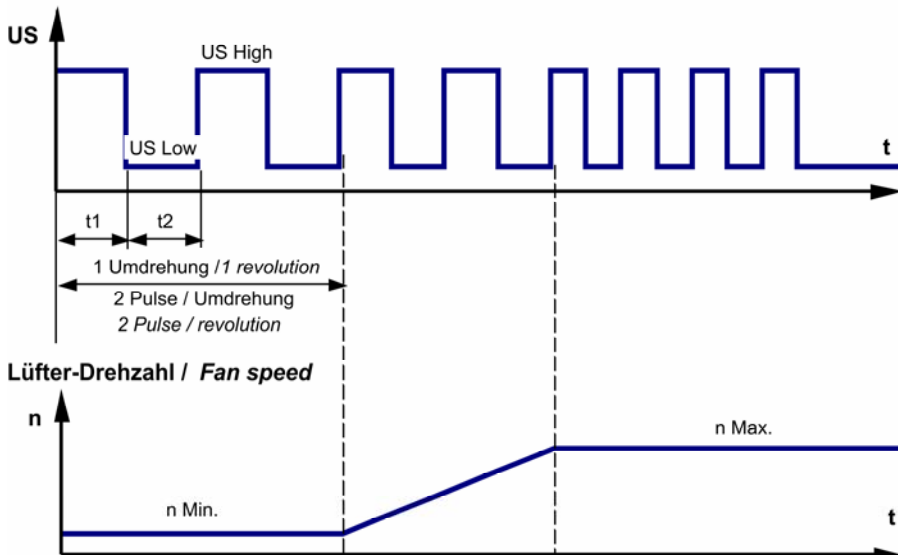 US
US High
US Low
t
t1
t2
1 Umdrehung /1 revolution
2 Pulse / Umdrehung
2 Pulse / revolution
Lüfter-Drehzahl / Fan speed
n
n Max.
n Min.
t